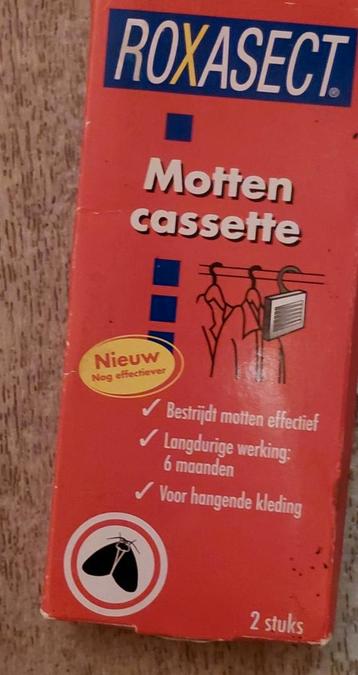 ROXASECT®
Motten
cassette
Nieuw
Nog effectiever
✓ Bestrijdt motten effectief
✓ Langdurige werking:
6 maanden
✓ Voor hangende kleding
2 stuks